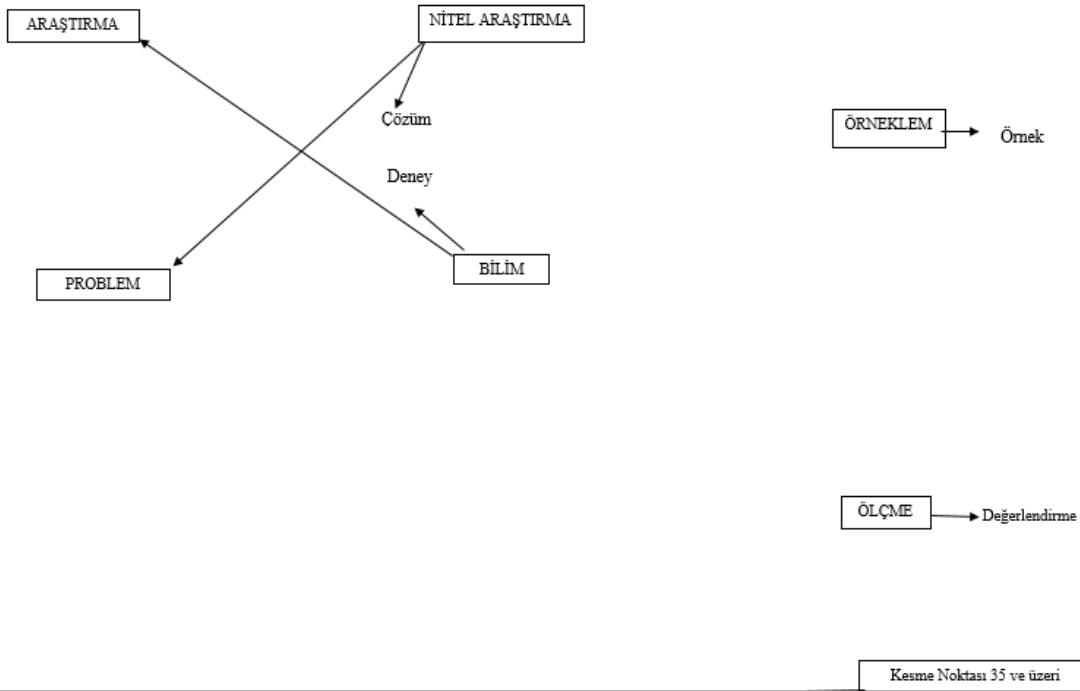 ARAŞTIRMA
NİTEL ARAŞTIRMA
Çözüm
ÖRNEKLEM
Örnek
Deney
PROBLEM
BİLİM
ÖLÇME
Değerlendirme
Kesme Noktası 35 ve üzeri